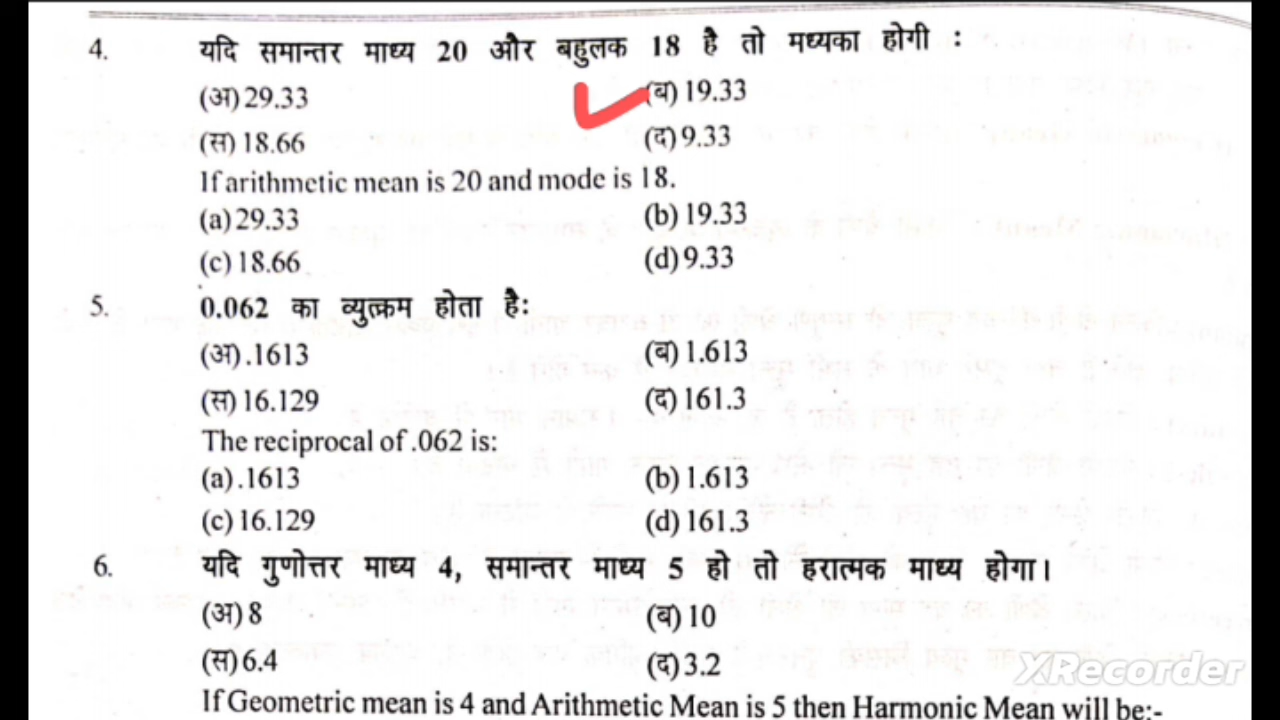 4. यदि समान्तर माध्य 20 और बहुलक 18 है तो मध्यका होगी :
(अ) 29.33 (ब) 19.33
(स) 18.66 (द) 9.33
If arithmetic mean is 20 and mode is 18.
(a) 29.33 (b) 19.33
(c) 18.66 (d) 9.33
5. 0.062 का व्युत्क्रम होता है:
(अ) .1613 (ब) 1.613
(स) 16.129 (द) 161.3
The reciprocal of .062 is:
(a) .1613 (b) 1.613
(c) 16.129 (d) 161.3
6. यदि गुणोत्तर माध्य 4, समान्तर माध्य 5 हो तो हरात्मक माध्य होगा।
(अ) 8 (ब) 10
(स) 6.4 (द) 3.2
XRecorder
If Geometric mean is 4 and Arithmetic Mean is 5 then Harmonic Mean will be:-